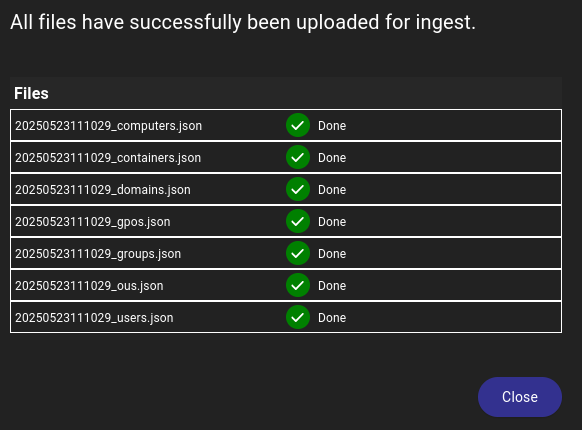 All files have successfully been uploaded for ingest.
Files
20250523111029_computers.json Done
20250523111029_containers.json Done
20250523111029_domains.json Done
20250523111029_gpos.json Done
20250523111029_groups.json Done
20250523111029_ous.json Done
20250523111029_users.json Done
Close